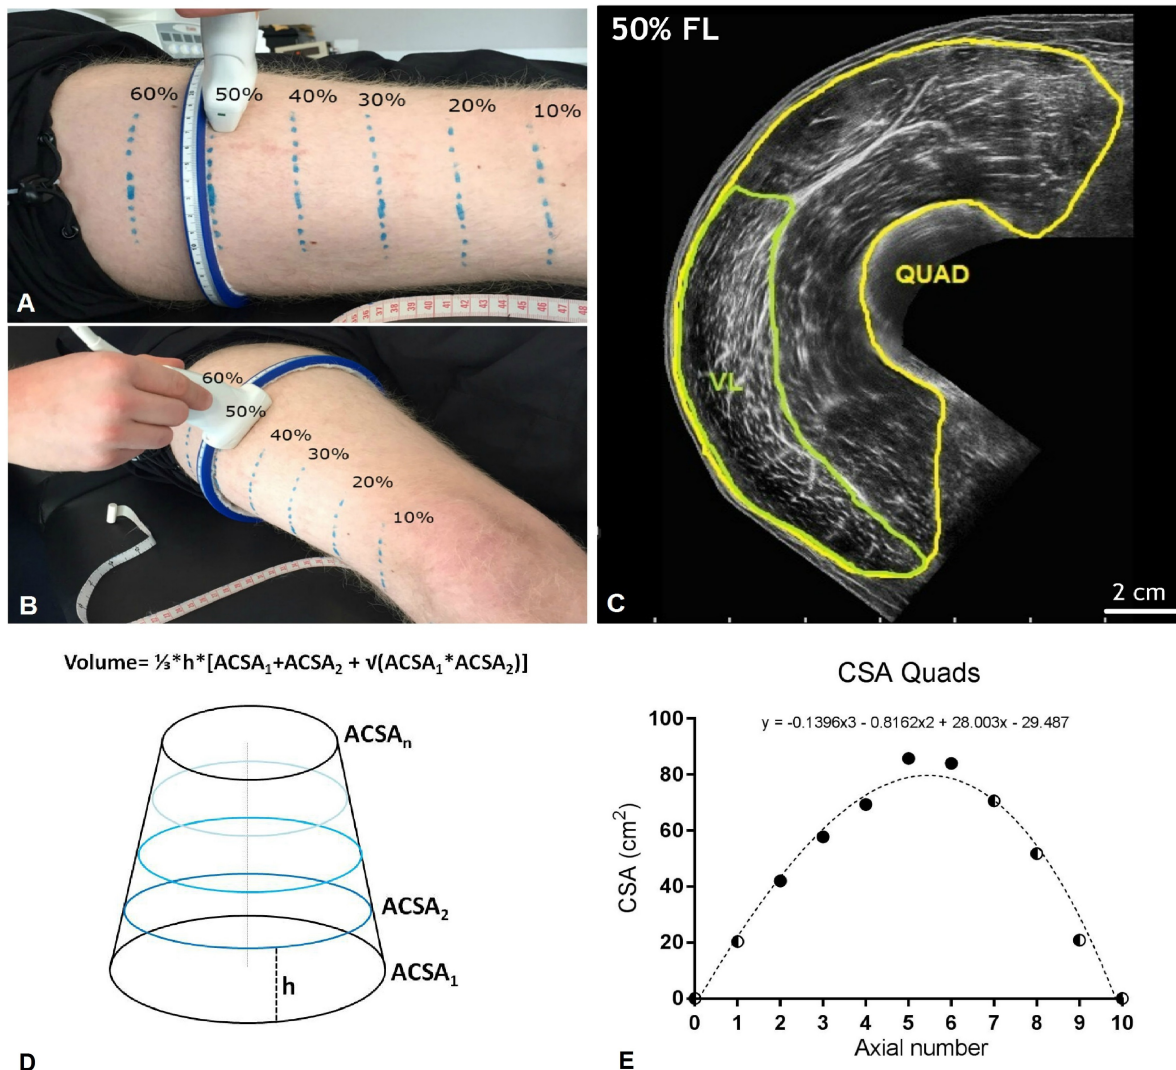 60%
50%
40%
30%
20%
10%
A
60%
50%
40%
30%
20%
10%
B
50% FL
QUAD
VL
C
2 cm
Volume= ⅓*h*[ACSA₁+ACSA₂ + √(ACSA₁*ACSA₂)]
ACSAₙ
ACSA₂
ACSA₁
h
D
CSA Quads
y = -0.1396x3 - 0.8162x2 + 28.003x - 29.487
CSA (cm²)
100
80
60
40
20
0
0 1 2 3 4 5 6 7 8 9 10
Axial number
E